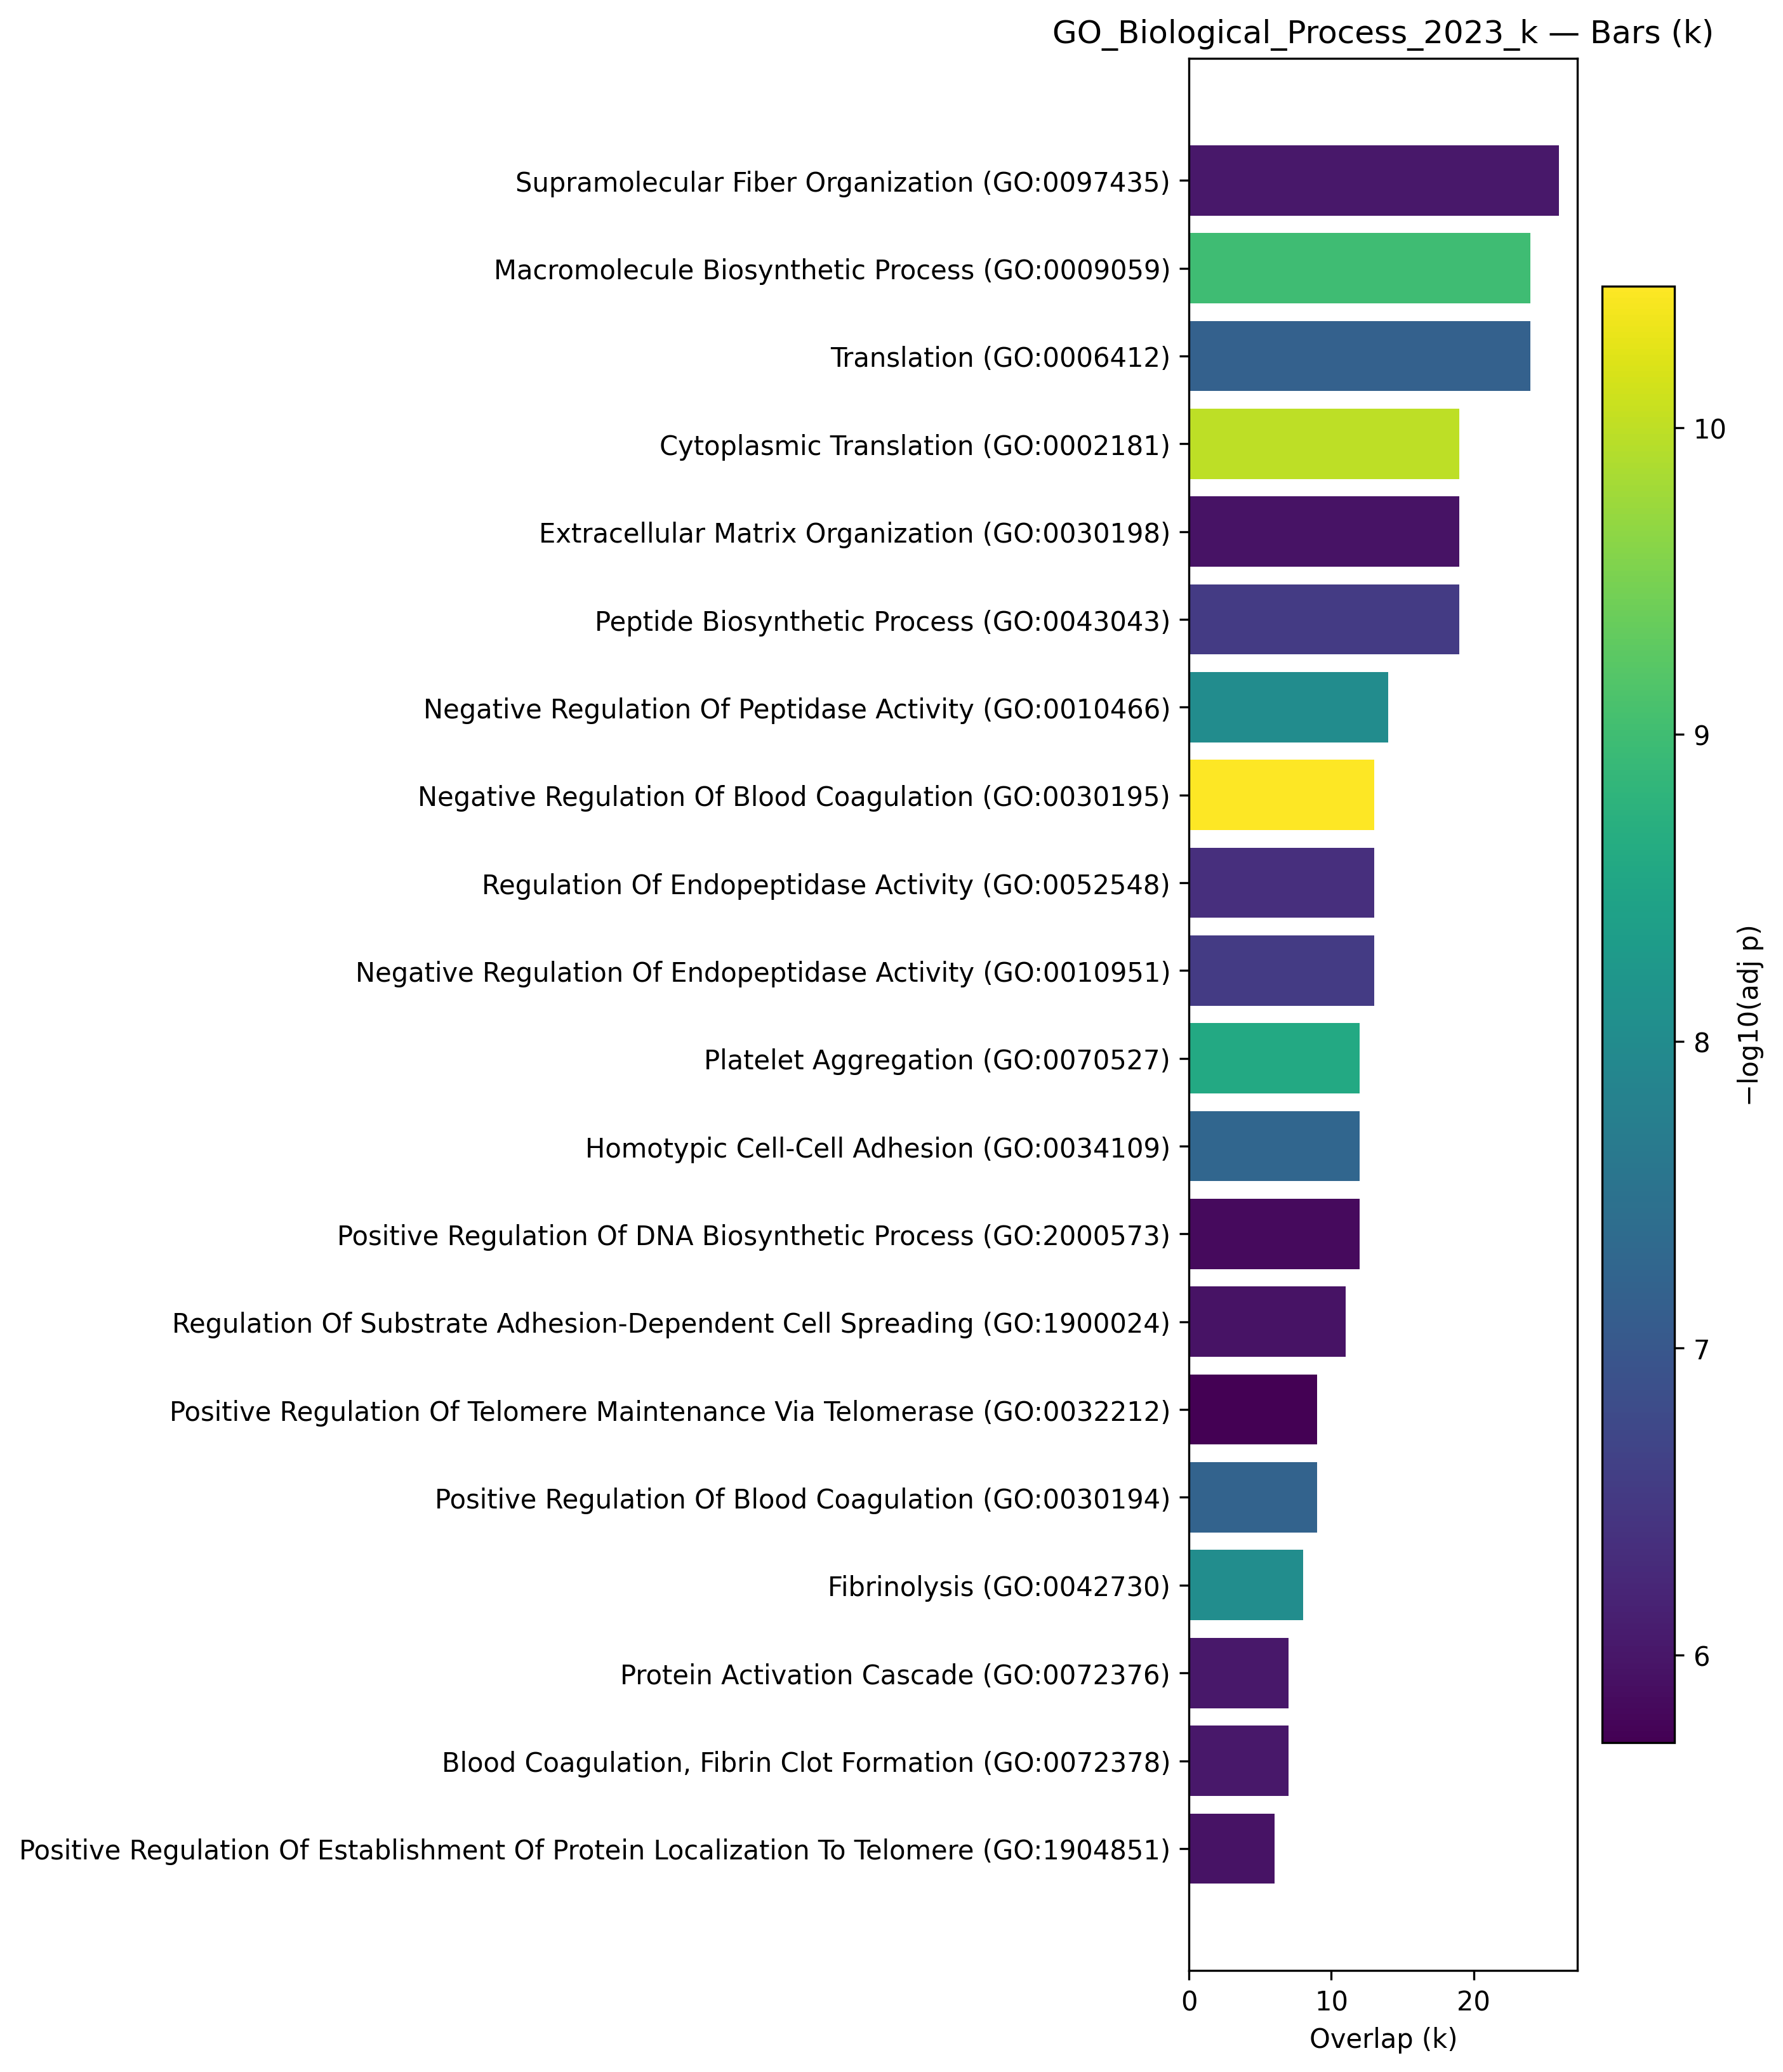 GO_Biological_Process_2023_k — Bars (k)
Supramolecular Fiber Organization (GO:0097435)
Macromolecule Biosynthetic Process (GO:0009059)
Translation (GO:0006412)
Cytoplasmic Translation (GO:0002181)
Extracellular Matrix Organization (GO:0030198)
Peptide Biosynthetic Process (GO:0043043)
Negative Regulation Of Peptidase Activity (GO:0010466)
Negative Regulation Of Blood Coagulation (GO:0030195)
Regulation Of Endopeptidase Activity (GO:0052548)
Negative Regulation Of Endopeptidase Activity (GO:0010951)
Platelet Aggregation (GO:0070527)
Homotypic Cell-Cell Adhesion (GO:0034109)
Positive Regulation Of DNA Biosynthetic Process (GO:2000573)
Regulation Of Substrate Adhesion-Dependent Cell Spreading (GO:1900024)
Positive Regulation Of Telomere Maintenance Via Telomerase (GO:0032212)
Positive Regulation Of Blood Coagulation (GO:0030194)
Fibrinolysis (GO:0042730)
Protein Activation Cascade (GO:0072376)
Blood Coagulation, Fibrin Clot Formation (GO:0072378)
Positive Regulation Of Establishment Of Protein Localization To Telomere (GO:1904851)
0 10 20
Overlap (k)
10
9
8
7
6
−log10(adj p)